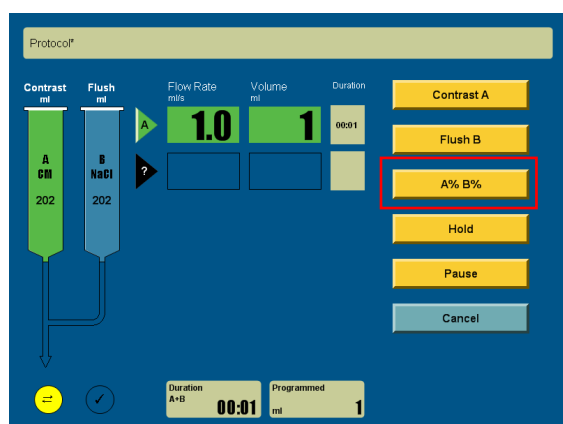 Protocol*
Contrast
ml
Flush
ml
A
CM
202
B
NaCl
202
Flow Rate
ml/s
Volume
ml
Duration
A
1.0
1
00:01
?
Contrast A
Flush B
A% B%
Hold
Pause
Cancel
Duration
A+B
00:01
Programmed
ml
1